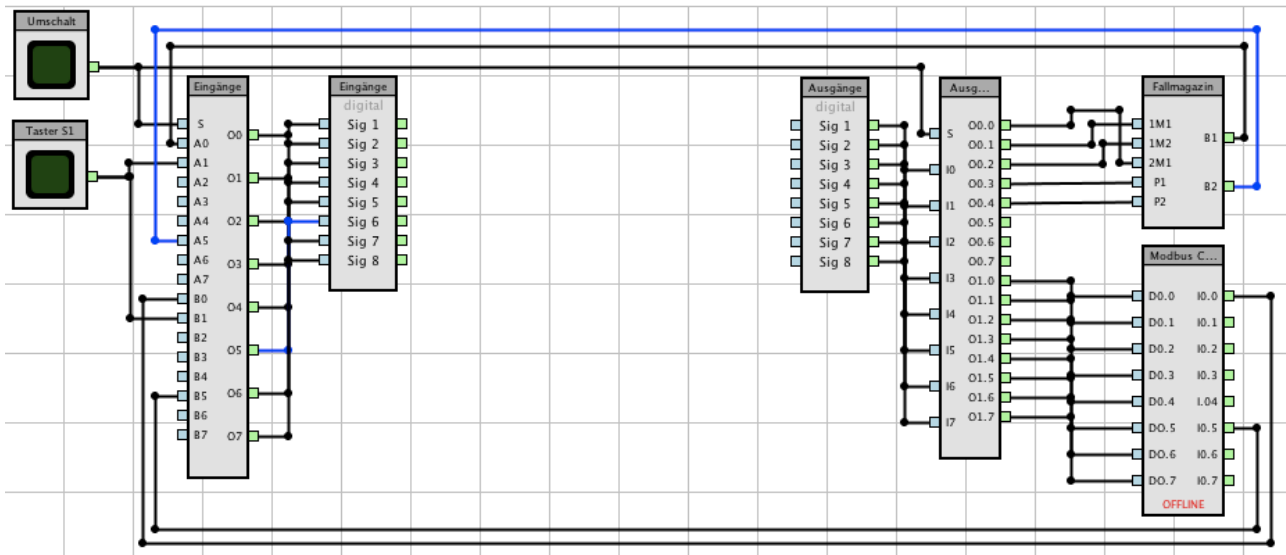 Umschalt
Taster S1
Eingänge
S
A0
A1
A2
A3
A4
A5
A6
A7
B0
B1
B2
B3
B4
B5
B6
B7
O0
O1
O2
O3
O4
O5
O6
O7
Eingänge
digital
Sig 1
Sig 2
Sig 3
Sig 4
Sig 5
Sig 6
Sig 7
Sig 8
Ausgänge
digital
Sig 1
Sig 2
Sig 3
Sig 4
Sig 5
Sig 6
Sig 7
Sig 8
Ausg...
S
I0
I1
I2
I3
I4
I5
I6
I7
O0.0
O0.1
O0.2
O0.3
O0.4
O0.5
O0.6
O0.7
O1.0
O1.1
O1.2
O1.3
O1.4
O1.5
O1.6
O1.7
Fallmagazin
1M1
1M2
2M1
P1
P2
B1
B2
Modbus C...
D0.0 I0.0
D0.1 I0.1
D0.2 I0.2
D0.3 I0.3
D0.4 I.04
DO.5 I0.5
DO.6 I0.6
DO.7 I0.7
OFFLINE